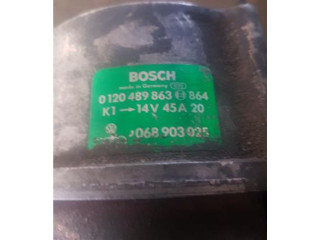 BOSCH
made in Germany
0 120 489 863 864
K1 → 14V 45A 20
068 903 025